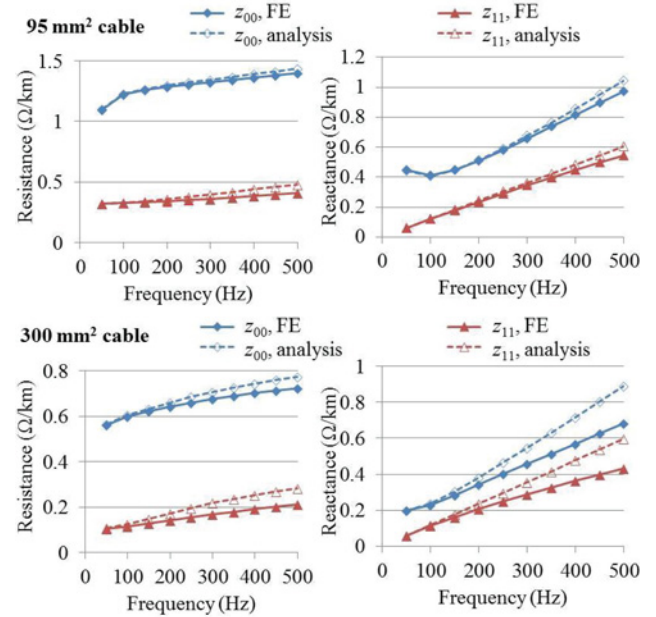 95 mm² cable
z₀₀, FE
z₀₀, analysis
z₁₁, FE
z₁₁, analysis
Resistance (Ω/km)
1.5
1
0.5
0
0 100 200 300 400 500
Frequency (Hz)
Reactance (Ω/km)
1.2
1
0.8
0.6
0.4
0.2
0
0 100 200 300 400 500
Frequency (Hz)
300 mm² cable
z₀₀, FE
z₀₀, analysis
z₁₁, FE
z₁₁, analysis
Resistance (Ω/km)
0.8
0.6
0.4
0.2
0
0 100 200 300 400 500
Frequency (Hz)
Reactance (Ω/km)
1
0.8
0.6
0.4
0.2
0
0 100 200 300 400 500
Frequency (Hz)